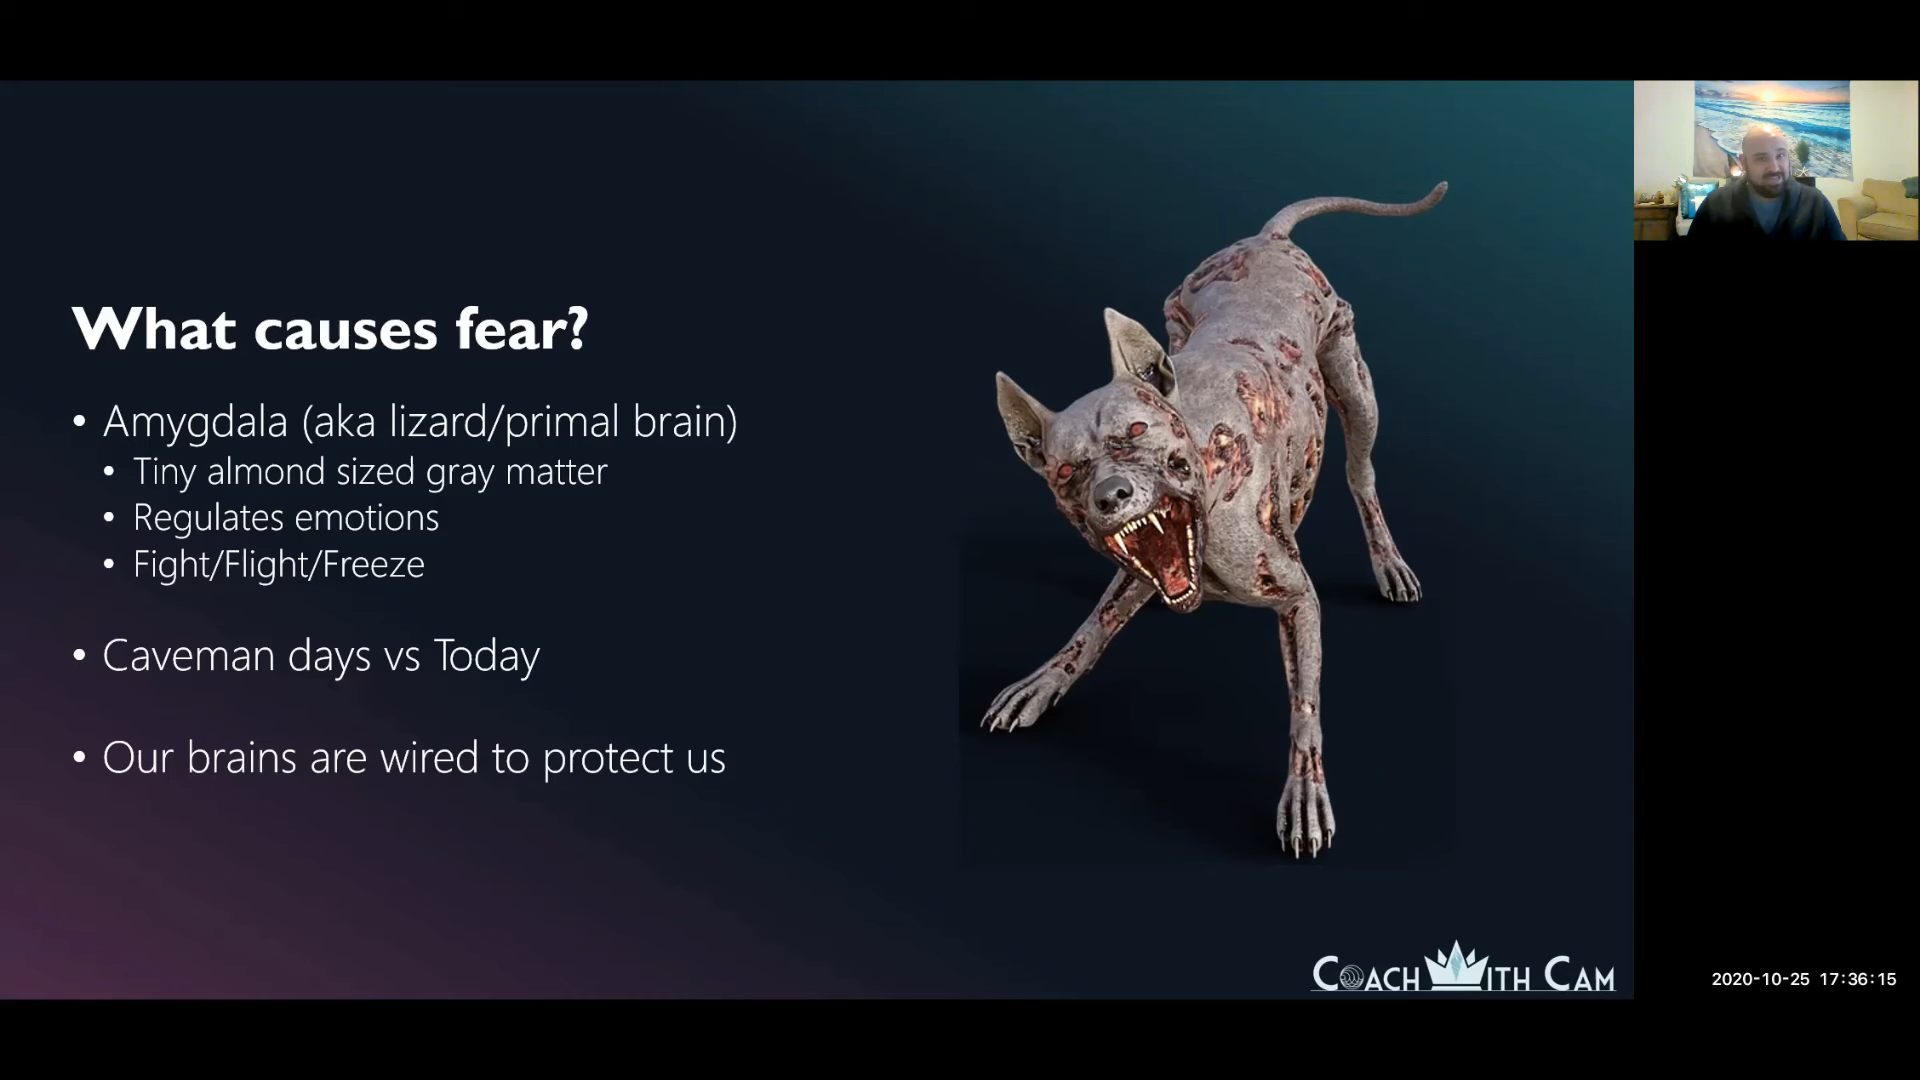 What causes fear?
• Amygdala (aka lizard/primal brain)
• Tiny almond sized gray matter
• Regulates emotions
• Fight/Flight/Freeze
• Caveman days vs Today
• Our brains are wired to protect us
COACH WITH CAM
2020-10-25 17:36:15